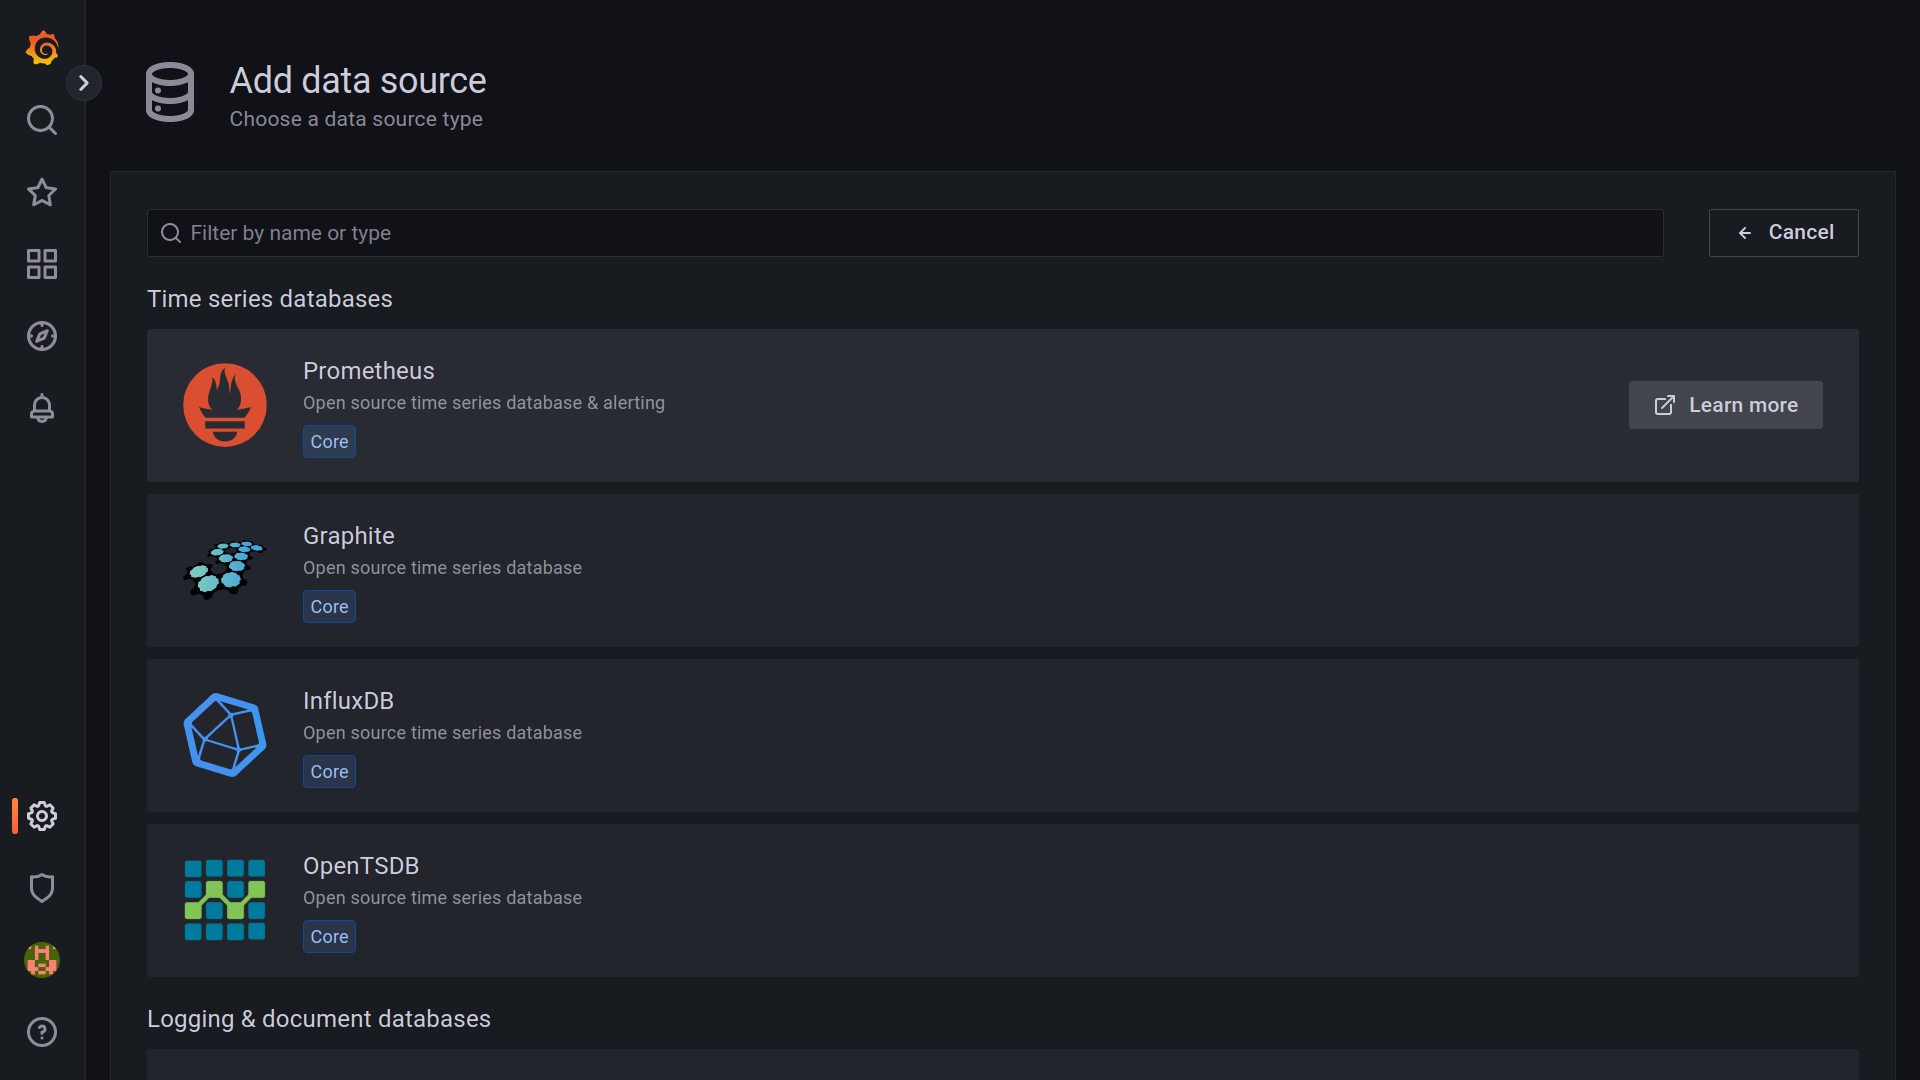 Add data source
Choose a data source type
Filter by name or type
Cancel
Time series databases
Prometheus
Open source time series database & alerting
Core
Learn more
Graphite
Open source time series database
Core
InfluxDB
Open source time series database
Core
OpenTSDB
Open source time series database
Core
Logging & document databases